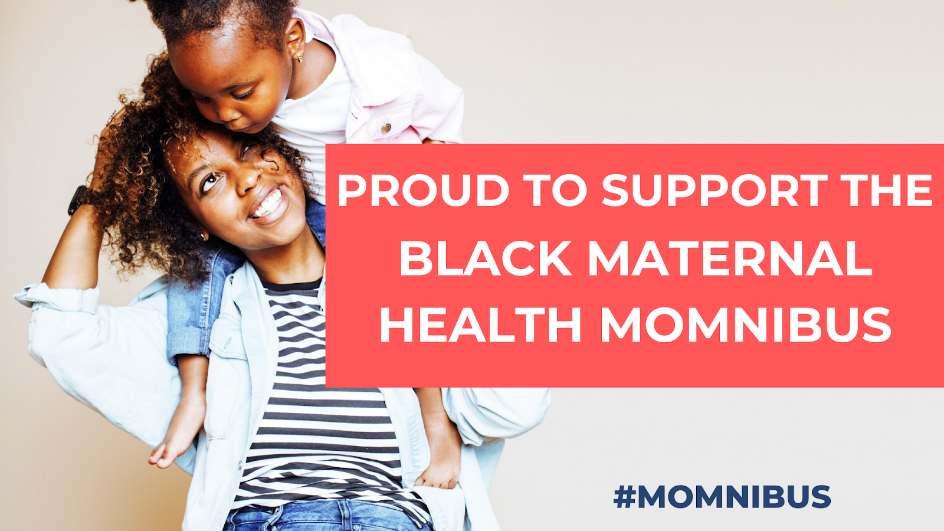 PROUD TO SUPPORT THE
BLACK MATERNAL
HEALTH MOMNIBUS
#MOMNIBUS